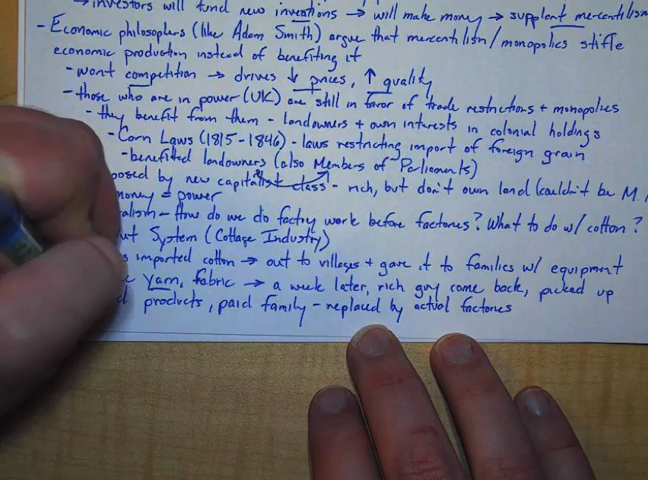 → investors will fund new inventions → will make money → supplant mercantilism
- Economic philosophers (like Adam Smith) argue that mercantilism/monopolies stifle
economic production instead of benefiting it
- want competition → drives ↓ prices, ↑ quality
- those who are in power (UK) are still in favor of trade restrictions + monopolies
- they benefit from them - landowners + own interests in colonial holdings
- Corn Laws (1815-1846) - laws restricting import of foreign grain
- benefitted landowners (also Members of Parliaments)
posed by new capitalist class - rich, but don't own land (couldn't be M.
money = power
ralism - How do we do factory work before factories? What to do w/ cotton?
ut System (Cottage Industry)
s imported cotton → out to villages + gave it to families w/ equipment
yarn, fabric → a week later, rich guy came back, picked up
products, paid family - replaced by actual factories